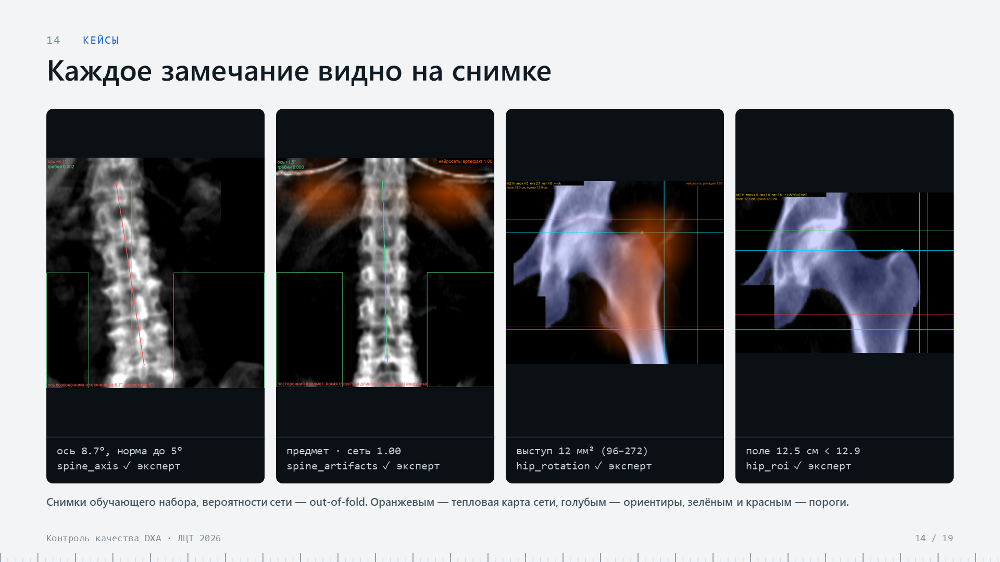 14 КЕЙСЫ
Каждое замечание видно на снимке
ось +8.7°
гребни 0.002
ось позвоночника отклонена на 8.7° (допустимо 5°)
ось +1.5°
гребни 0.000
нейросеть: артефакт 1.00
посторонний предмет: яркая структура длиной мм позвоночника
kit2 lh верх 4.0 низ 2.7 лат 4.6 -> ok
поле 14.3 см, нужно 12.9 см
нейросеть: ротация 1.00
kit2 lh верх 4.5 низ 1.8 лат 2.6 -> НАРУШЕНИЕ
поле 12.5 см, нужно 12.9 см
ось 8.7°, норма до 5°
spine_axis ✓ эксперт
предмет · сеть 1.00
spine_artifacts ✓ эксперт
выступ 12 мм² (96–272)
hip_rotation ✓ эксперт
поле 12.5 см < 12.9
hip_roi ✓ эксперт
Снимки обучающего набора, вероятности сети — out-of-fold. Оранжевым — тепловая карта сети, голубым — ориентиры, зелёным и красным — пороги.
Контроль качества DXA · ЛЦТ 2026
14 / 19